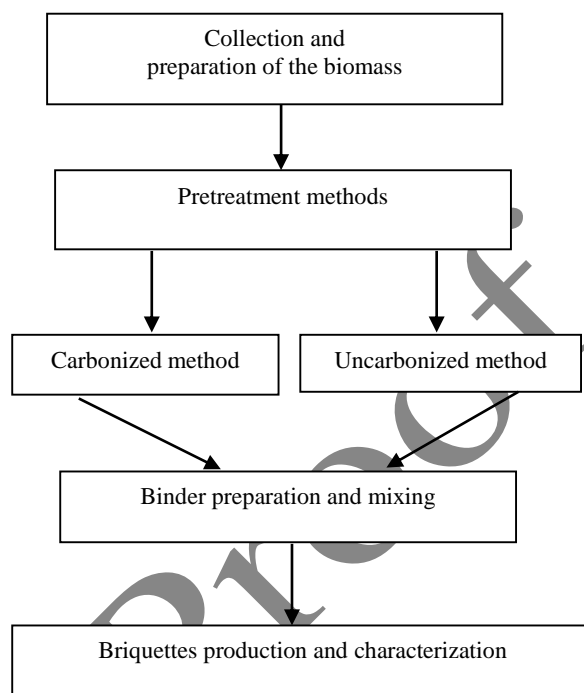 Collection and
preparation of the biomass
Pretreatment methods
Carbonized method
Uncarbonized method
Binder preparation and mixing
Briquettes production and characterization
Proof